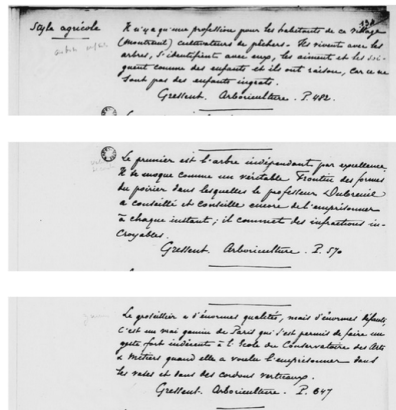 Style agricole
Il n'y a qu'une profession pour les habitants de ce village
(Montreuil) cultivateurs de pêchers. Ils vivent avec les
arbres, s'identifient avec eux, les aiment et les soi-
gnent comme des enfants et ils ont raison, car ce ne
sont pas des enfants ingrats.
Gressent. Arboriculture. P. 482.
Le prunier est l'arbre indépendant par excellence.
Il se moque comme un véritable Frontin des formes
du poirier dans lesquelles le professeur Dubreuil
a conseillé et conseille encore de l'emprisonner
à chaque instant ; il commet des infractions in-
croyables.
Gressent. Arboriculture. P. 570
Le groseillier a d'énormes qualités, mais d'énormes défauts,
C'est un vrai gamin de Paris qui s'est permis de faire un
geste fort indécent à l'École du Conservatoire des Arts
& Métiers quand elle a voulu l'emprisonner dans
les vases et dans des cordons verticaux.
Gressent. Arboriculture. P. 647